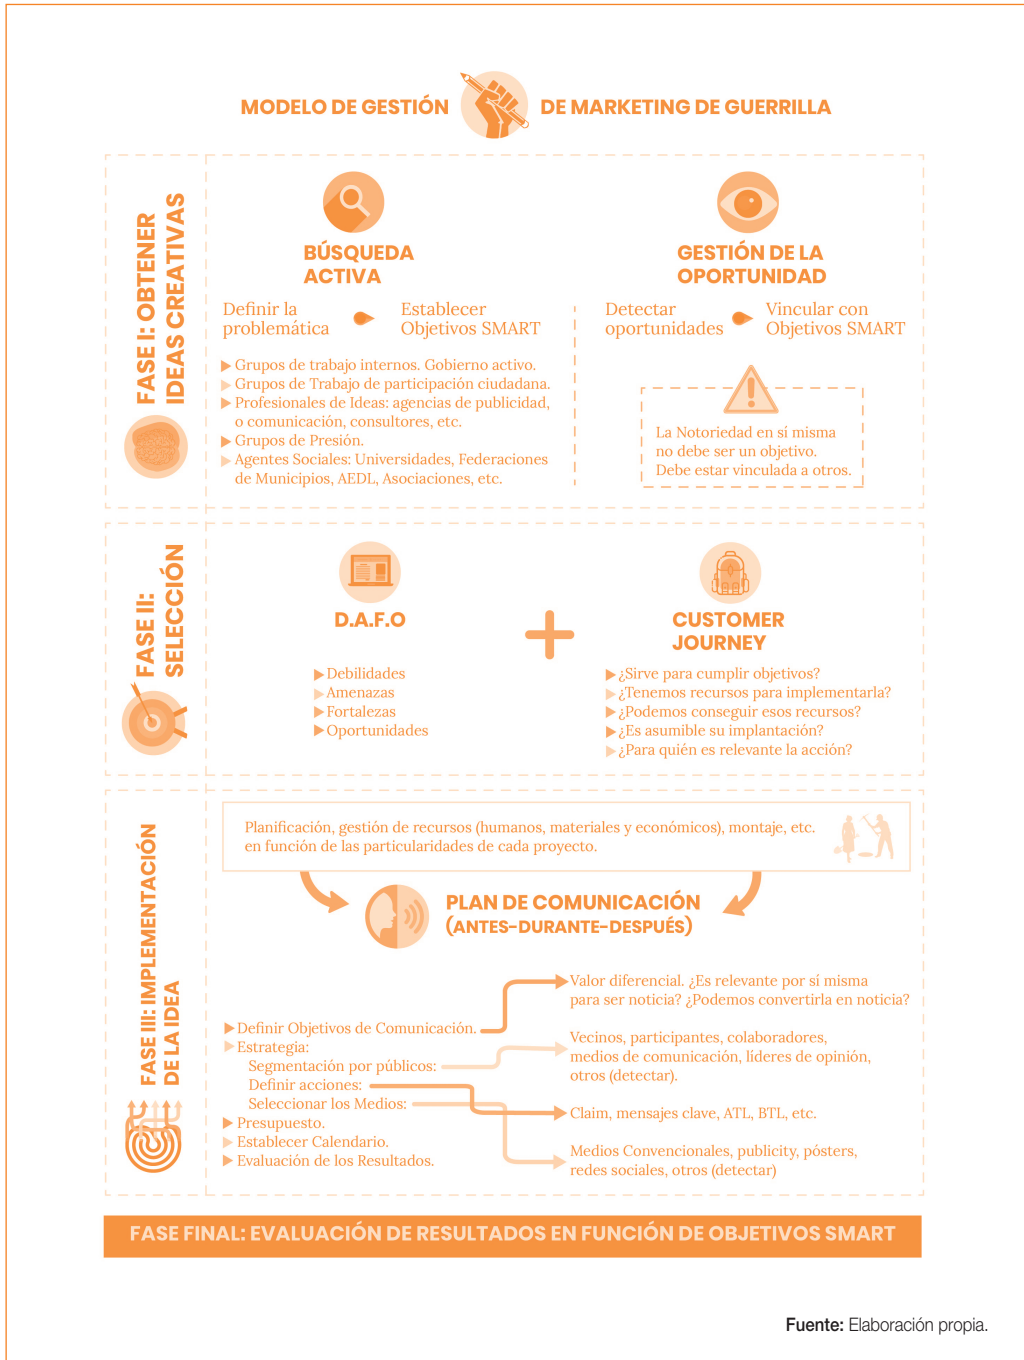 MODELO DE GESTIÓN DE MARKETING DE GUERRILLA
FASE I: OBTENER
IDEAS CREATIVAS
BÚSQUEDA
ACTIVA
Definir la
problemática
Establecer
Objetivos SMART
Grupos de trabajo internos. Gobierno activo.
Grupos de Trabajo de participación ciudadana.
Profesionales de Ideas: agencias de publicidad,
o comunicación, consultores, etc.
Grupos de Presión.
Agentes Sociales: Universidades, Federaciones
de Municipios, AEDL, Asociaciones, etc.
GESTIÓN DE LA
OPORTUNIDAD
Detectar
oportunidades
Vincular con
Objetivos SMART
La Notoriedad en sí misma
no debe ser un objetivo.
Debe estar vinculada a otros.
FASE II:
SELECCIÓN
D.A.F.O
Debilidades
Amenazas
Fortalezas
Oportunidades
CUSTOMER
JOURNEY
¿Sirve para cumplir objetivos?
¿Tenemos recursos para implementarla?
¿Podemos conseguir esos recursos?
¿Es asumible su implantación?
¿Para quién es relevante la acción?
FASE III: IMPLEMENTACIÓN
DE LA IDEA
Planificación, gestión de recursos (humanos, materiales y económicos), montaje, etc.
en función de las particularidades de cada proyecto.
PLAN DE COMUNICACIÓN
(ANTES-DURANTE-DESPUÉS)
Definir Objetivos de Comunicación.
Estrategia:
Segmentación por públicos:
Definir acciones:
Seleccionar los Medios:
Presupuesto.
Establecer Calendario.
Evaluación de los Resultados.
Valor diferencial. ¿Es relevante por sí misma
para ser noticia? ¿Podemos convertirla en noticia?
Vecinos, participantes, colaboradores,
medios de comunicación, líderes de opinión,
otros (detectar).
Claim, mensajes clave, ATL, BTL, etc.
Medios Convencionales, publicity, pósters,
redes sociales, otros (detectar)
FASE FINAL: EVALUACIÓN DE RESULTADOS EN FUNCIÓN DE OBJETIVOS SMART
Fuente: Elaboración propia.